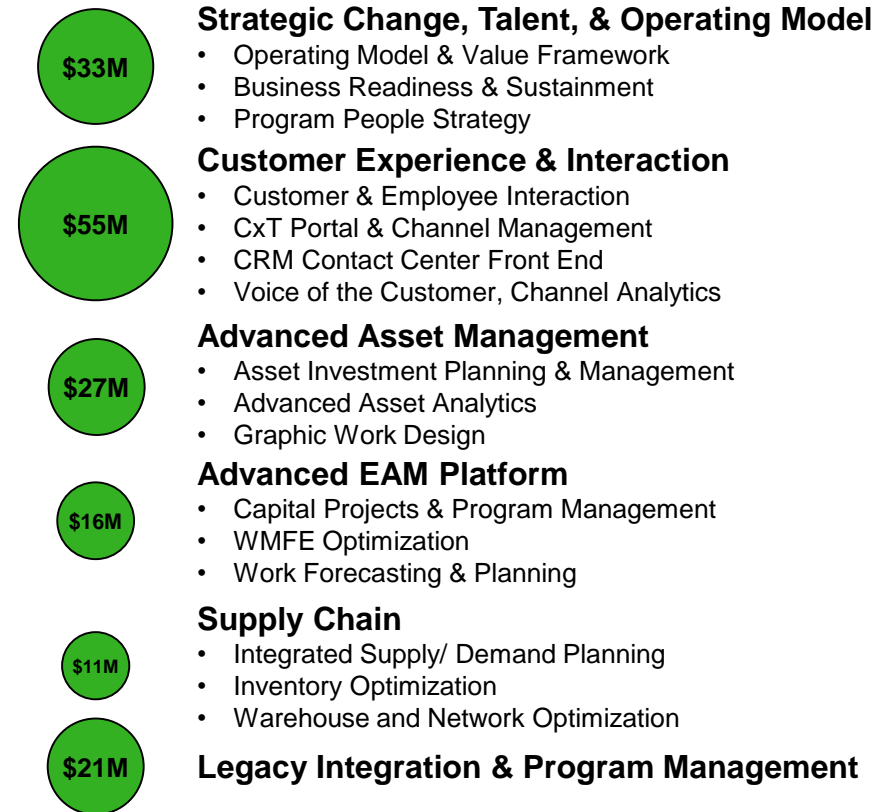 Strategic Change, Talent, & Operating Model
$33M
• Operating Model & Value Framework
• Business Readiness & Sustainment
• Program People Strategy
Customer Experience & Interaction
$55M
• Customer & Employee Interaction
• CxT Portal & Channel Management
• CRM Contact Center Front End
• Voice of the Customer, Channel Analytics
Advanced Asset Management
$27M
• Asset Investment Planning & Management
• Advanced Asset Analytics
• Graphic Work Design
Advanced EAM Platform
$16M
• Capital Projects & Program Management
• WMFE Optimization
• Work Forecasting & Planning
Supply Chain
$11M
• Integrated Supply/ Demand Planning
• Inventory Optimization
• Warehouse and Network Optimization
$21M
Legacy Integration & Program Management